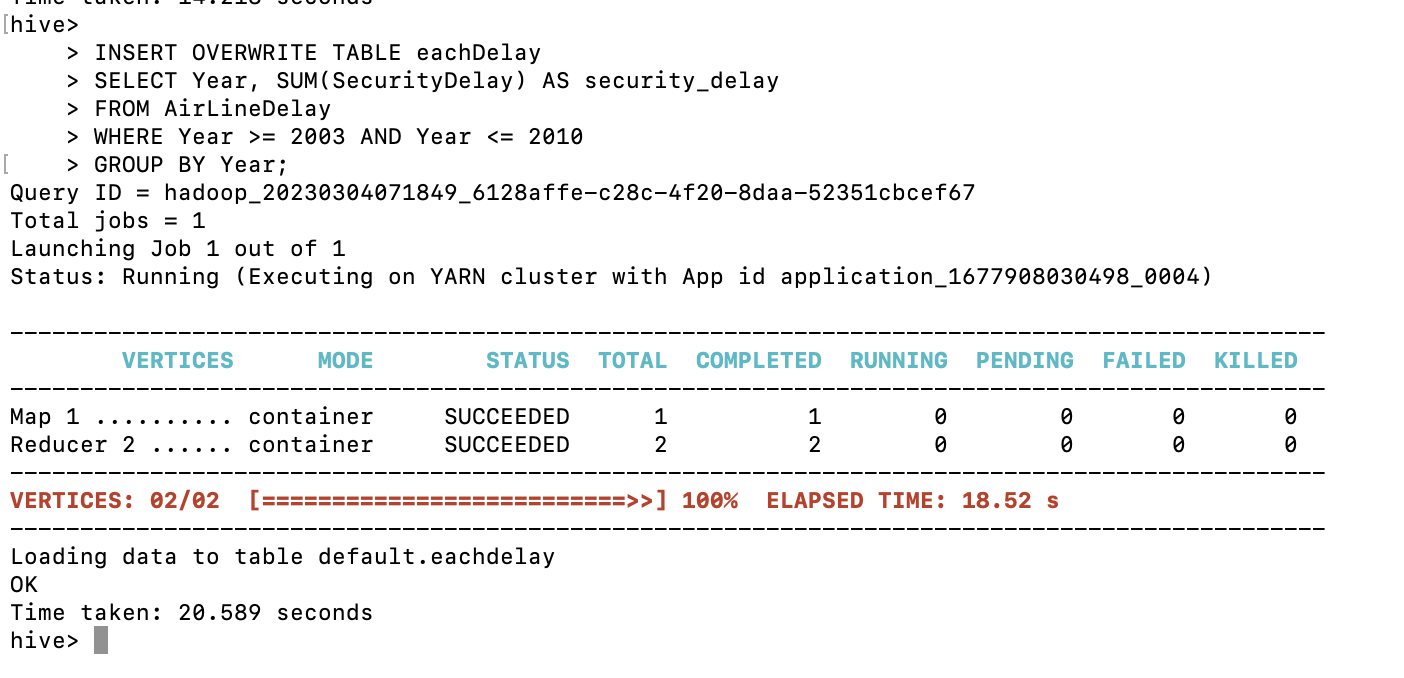 Time taken: 14.218 seconds
[hive>
    > INSERT OVERWRITE TABLE eachDelay
    > SELECT Year, SUM(SecurityDelay) AS security_delay
    > FROM AirLineDelay
    > WHERE Year >= 2003 AND Year <= 2010
[    > GROUP BY Year;
Query ID = hadoop_20230304071849_6128affe-c28c-4f20-8daa-52351cbcef67
Total jobs = 1
Launching Job 1 out of 1
Status: Running (Executing on YARN cluster with App id application_1677908030498_0004)
----------------------------------------------------------------------------------------------
        VERTICES      MODE        STATUS  TOTAL  COMPLETED  RUNNING  PENDING  FAILED  KILLED
----------------------------------------------------------------------------------------------
Map 1 .......... container     SUCCEEDED      1          1        0        0       0       0
Reducer 2 ...... container     SUCCEEDED      2          2        0        0       0       0
----------------------------------------------------------------------------------------------
VERTICES: 02/02  [==========================>>] 100%  ELAPSED TIME: 18.52 s
----------------------------------------------------------------------------------------------
Loading data to table default.eachdelay
OK
Time taken: 20.589 seconds
hive>